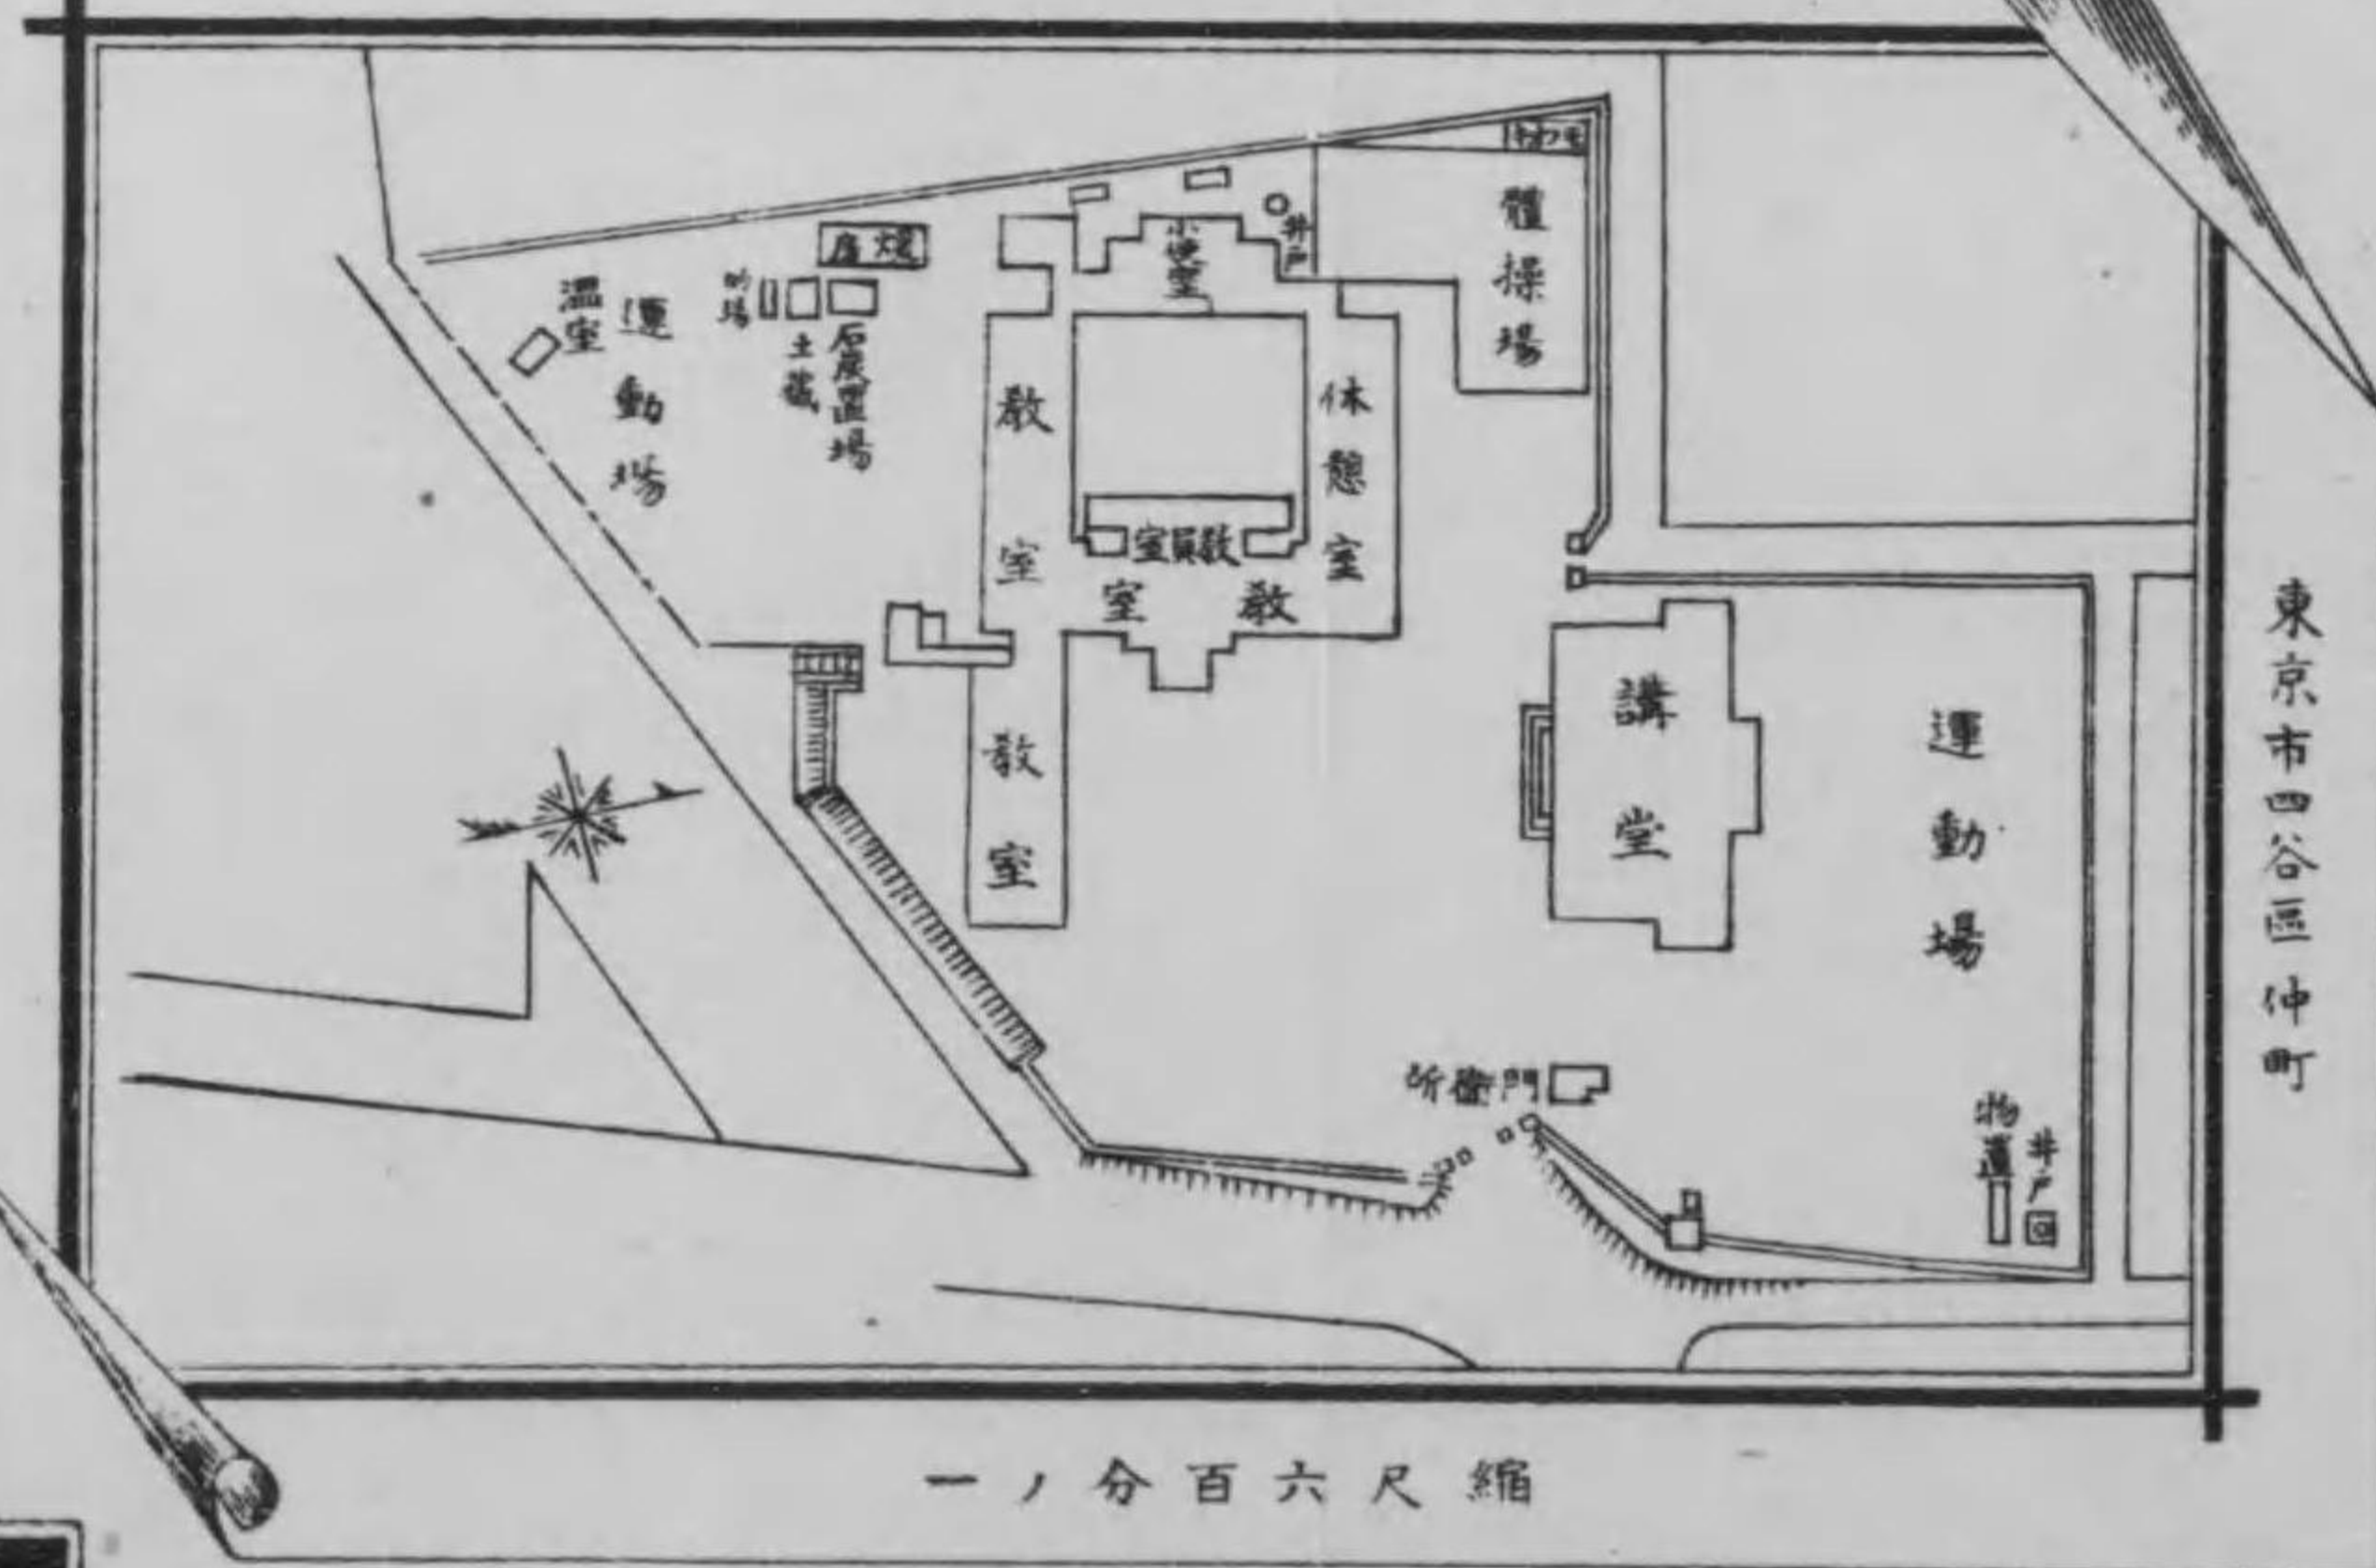 東京市四谷區仲町
體操場
井戸
小使室
休憩室
教室
教員室
教室
教室
石炭置場
土藏
的場
運動場
温室
講堂
運動場
門衛所
物置
井戸
縮尺六百分ノ一